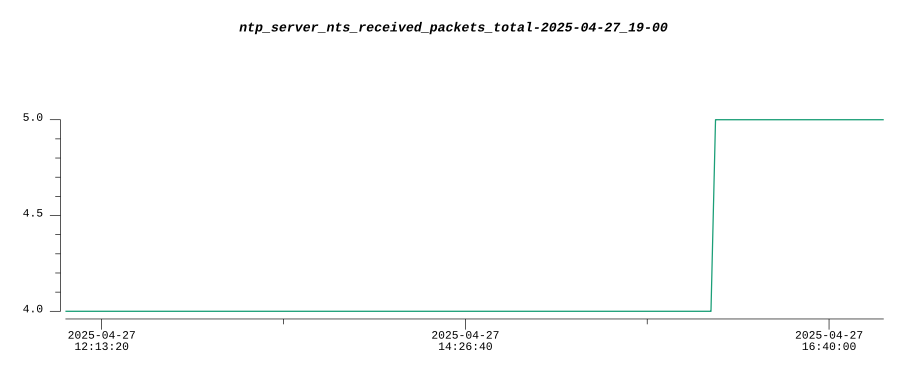 ntp_server_nts_received_packets_total-2025-04-27_19-00
5.0
4.5
4.0
2025-04-27 2025-04-27 2025-04-27
12:13:20 14:26:40 16:40:00